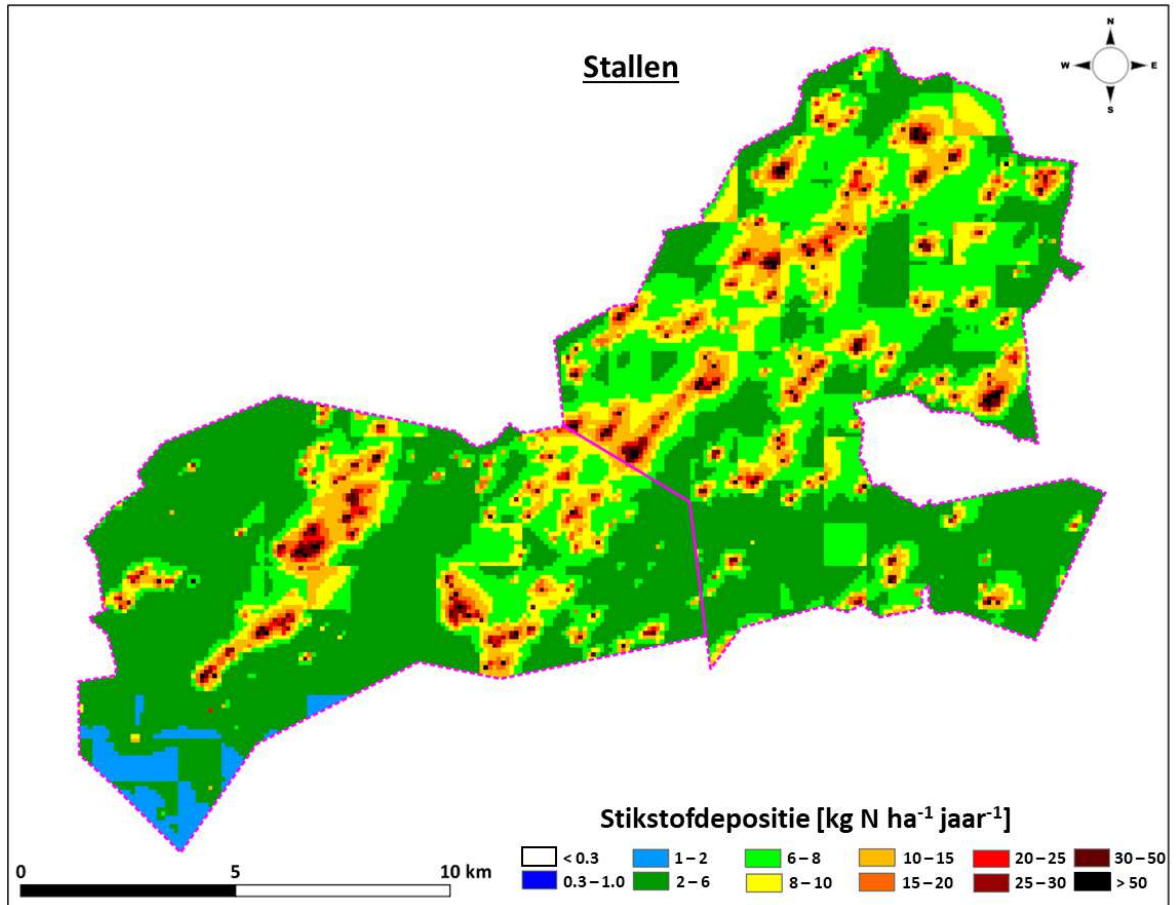 Stallen
N
W E
S
Stikstofdepositie [kg N ha⁻¹ jaar⁻¹]
< 0.3 1 – 2 6 – 8 10 – 15 20 – 25 30 – 50
0.3 – 1.0 2 – 6 8 – 10 15 – 20 25 – 30 > 50
0 5 10 km